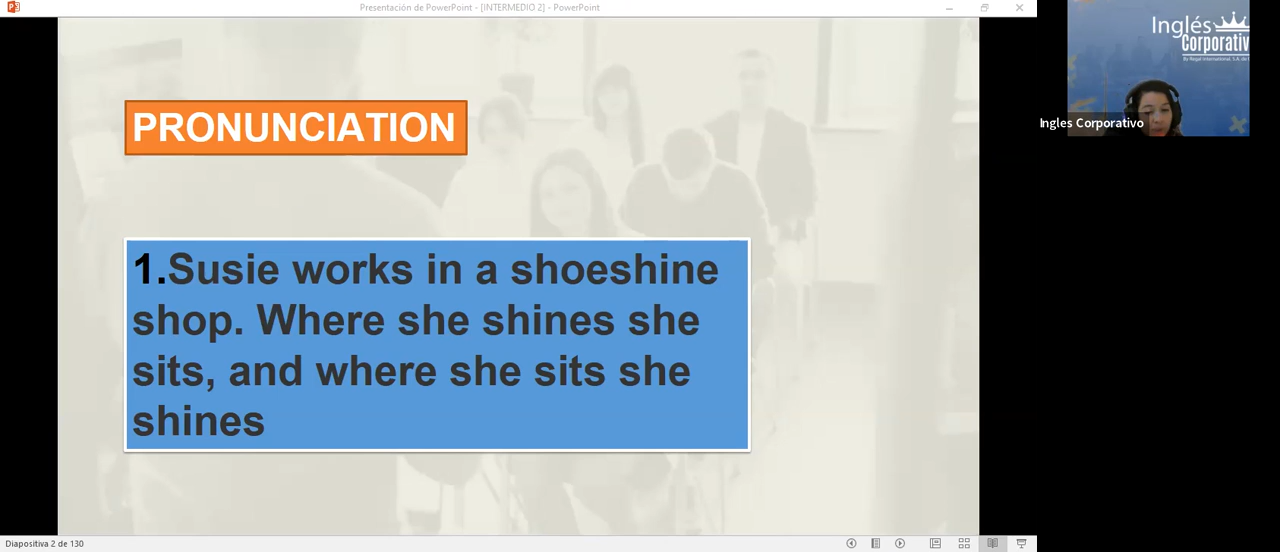 Presentación de PowerPoint - [INTERMEDIO 2] - PowerPoint
PRONUNCIATION
1.Susie works in a shoeshine
shop. Where she shines she
sits, and where she sits she
shines
Inglés
Corporativ
Ingles Corporativo
Diapositiva 2 de 130